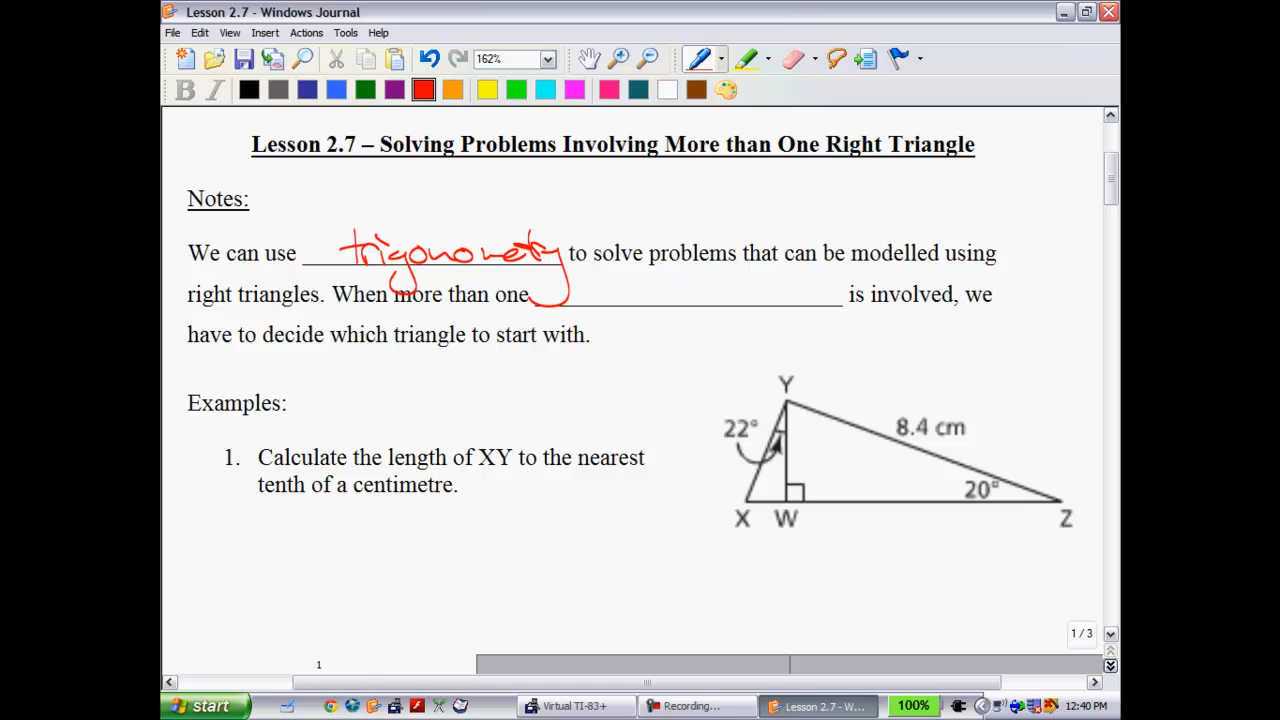 Lesson 2.7 - Windows Journal
File Edit View Insert Actions Tools Help
162%
B I
Lesson 2.7 – Solving Problems Involving More than One Right Triangle
Notes:
We can use trigonometry to solve problems that can be modelled using
right triangles. When more than one ____ is involved, we
have to decide which triangle to start with.
Examples:
1. Calculate the length of XY to the nearest
tenth of a centimetre.
Y
22°
8.4 cm
20°
X W Z
1 / 3
1
start
Virtual TI-83+
Recording...
Lesson 2.7 - W...
100%
12:40 PM